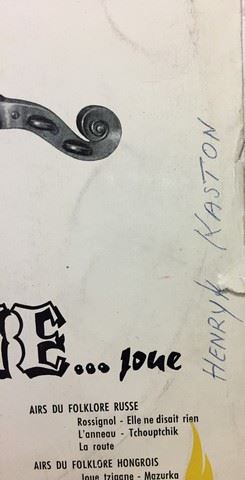 HENRYK KASTON
NE... joue
AIRS DU FOLKLORE RUSSE
Rossignol - Elle ne disait rien
L'anneau - Tchouptchik
La route
AIRS DU FOLKLORE HONGROIS
Joue tzigane - Mazurka